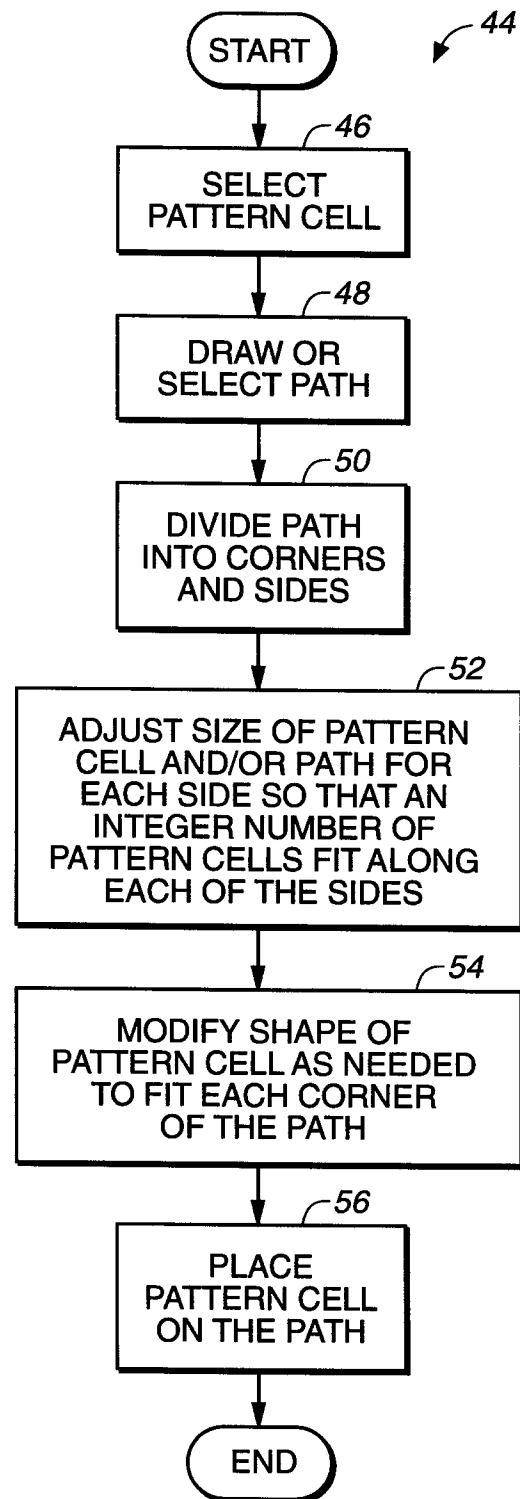 START
44
46
SELECT
PATTERN CELL
48
DRAW OR
SELECT PATH
50
DIVIDE PATH
INTO CORNERS
AND SIDES
52
ADJUST SIZE OF PATTERN
CELL AND/OR PATH FOR
EACH SIDE SO THAT AN
INTEGER NUMBER OF
PATTERN CELLS FIT ALONG
EACH OF THE SIDES
54
MODIFY SHAPE OF
PATTERN CELL AS NEEDED
TO FIT EACH CORNER
OF THE PATH
56
PLACE
PATTERN CELL
ON THE PATH
END